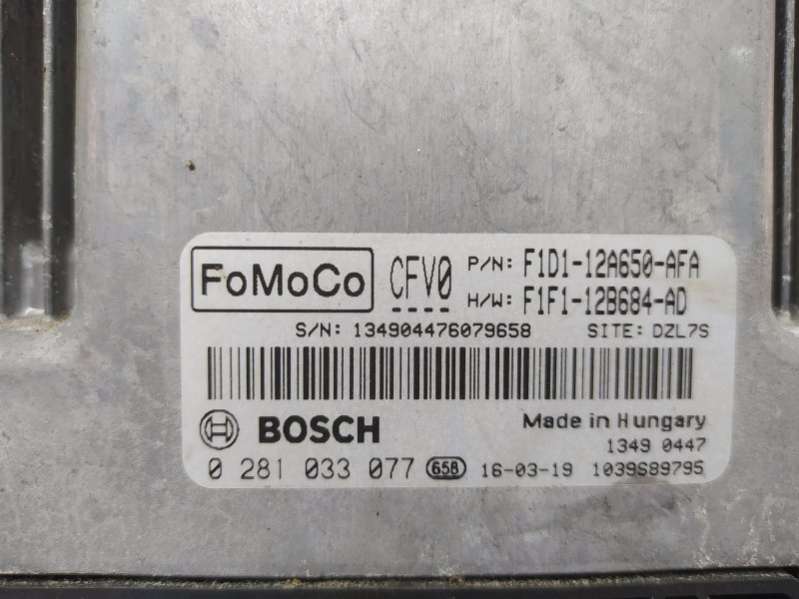 FoMoCo CFV0 P/N: F1D1-12A650-AFA
H/W: F1F1-12B684-AD
S/N: 134904476079658 SITE: DZL7S
BOSCH Made in Hungary
1349 0447
0 281 033 077 658 16-03-19 1039S89795